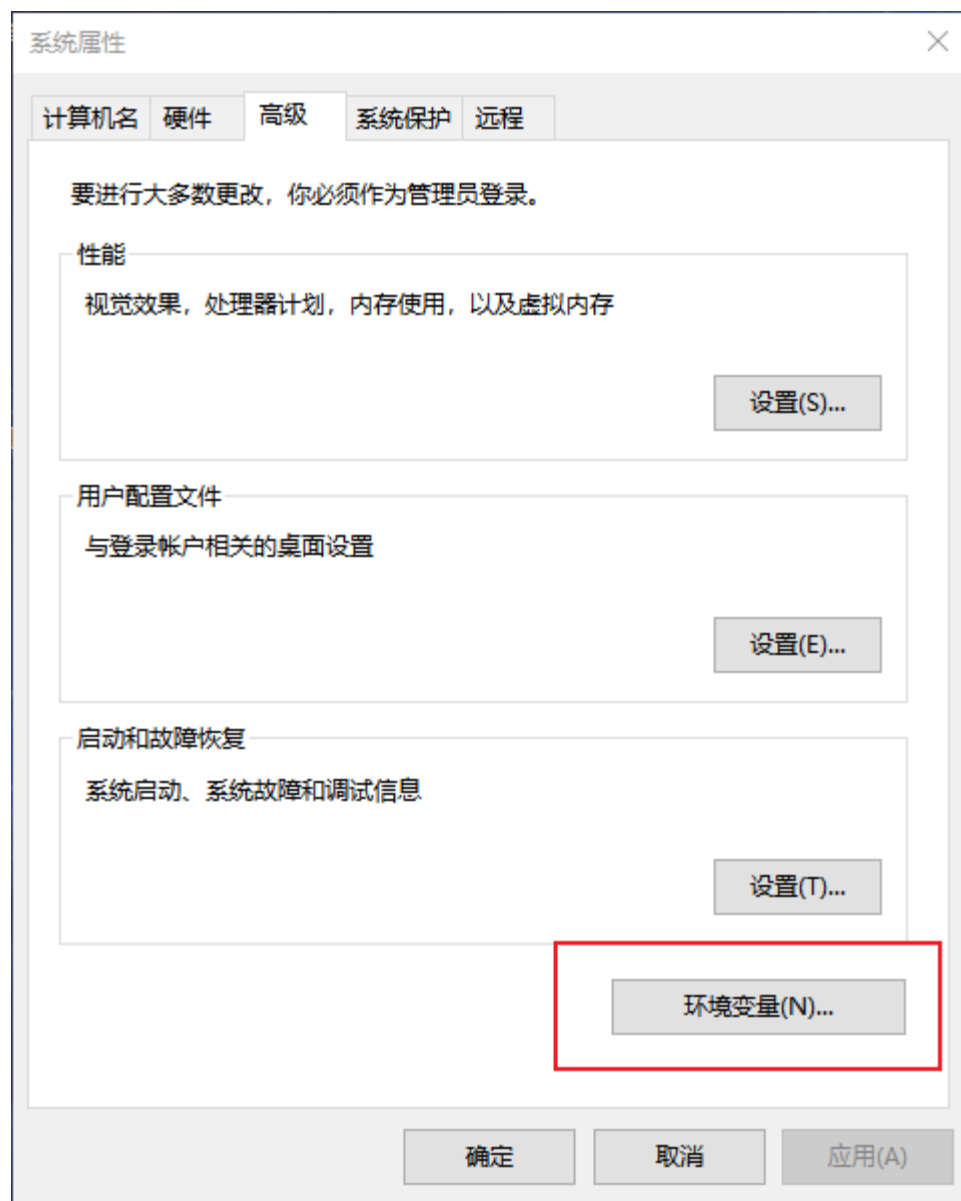 系统属性
计算机名 硬件 高级 系统保护 远程
要进行大多数更改，你必须作为管理员登录。
性能
视觉效果，处理器计划，内存使用，以及虚拟内存
设置(S)...
用户配置文件
与登录帐户相关的桌面设置
设置(E)...
启动和故障恢复
系统启动、系统故障和调试信息
设置(T)...
环境变量(N)...
确定 取消 应用(A)